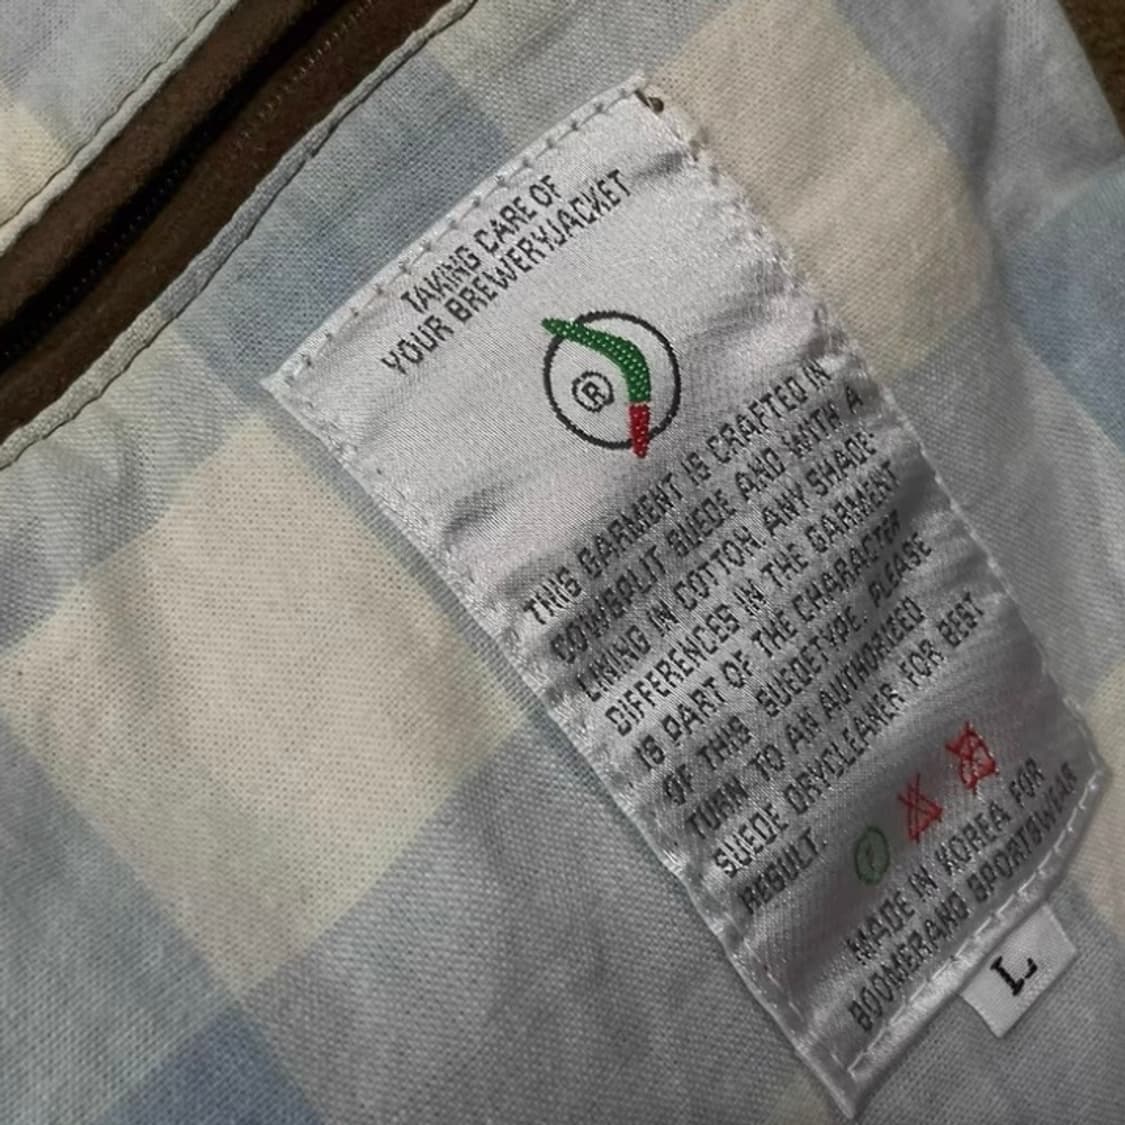 TAKING CARE OF
YOUR BREWERYJACKET
®
THIS GARMENT IS CRAFTED IN
COWSPLIT SUEDE AND WITH A
LINING IN COTTON. ANY SHADE-
DIFFERENCES IN THE GARMENT
IS PART OF THE CHARACTER
OF THIS SUEDETYPE. PLEASE
TURN TO AN AUTHORISED
SUEDE DRYCLEANER FOR BEST
RESULT.
MADE IN KOREA FOR
BOOMERANG SPORTSWEAR
L